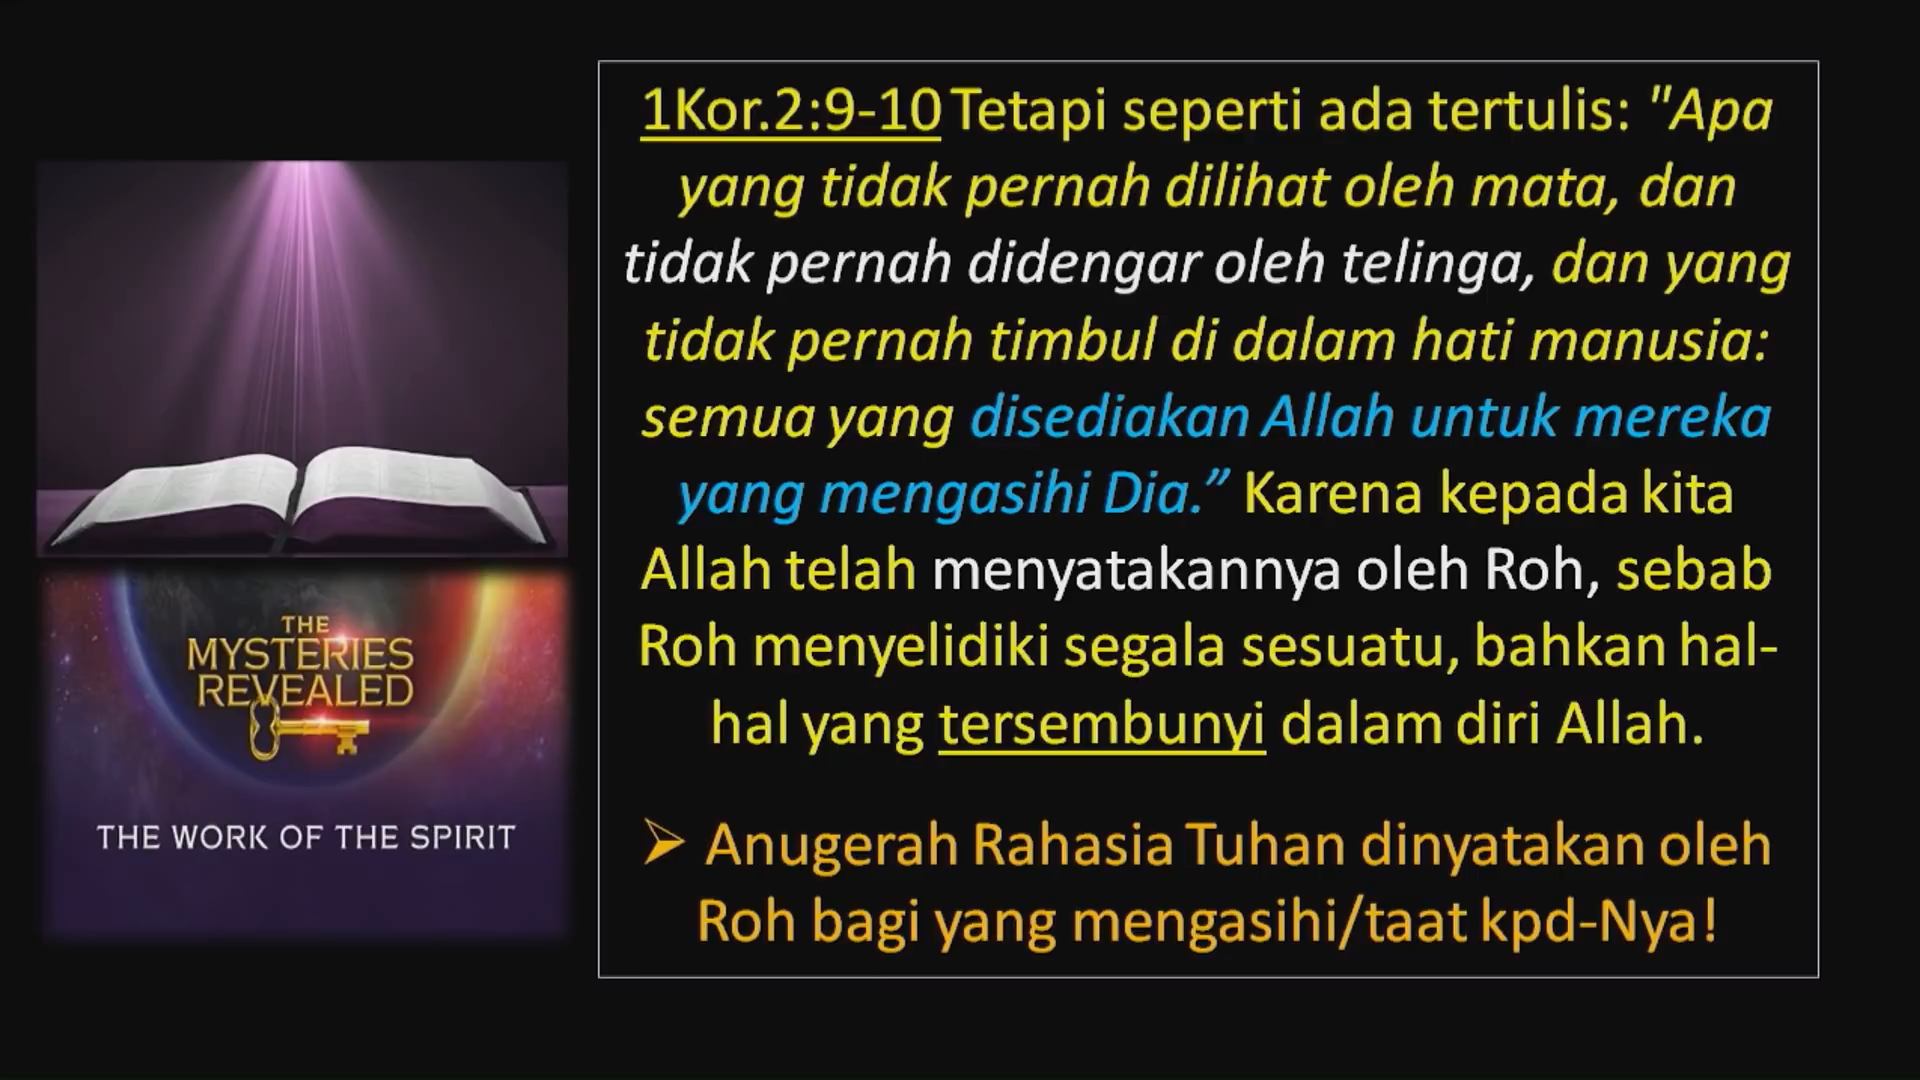 1Kor.2:9-10 Tetapi seperti ada tertulis: "Apa
yang tidak pernah dilihat oleh mata, dan
tidak pernah didengar oleh telinga, dan yang
tidak pernah timbul di dalam hati manusia:
semua yang disediakan Allah untuk mereka
yang mengasihi Dia.” Karena kepada kita
Allah telah menyatakannya oleh Roh, sebab
Roh menyelidiki segala sesuatu, bahkan hal-
hal yang tersembunyi dalam diri Allah.
➢ Anugerah Rahasia Tuhan dinyatakan oleh
Roh bagi yang mengasihi/taat kpd-Nya!
THE
MYSTERIES
REVEALED
THE WORK OF THE SPIRIT